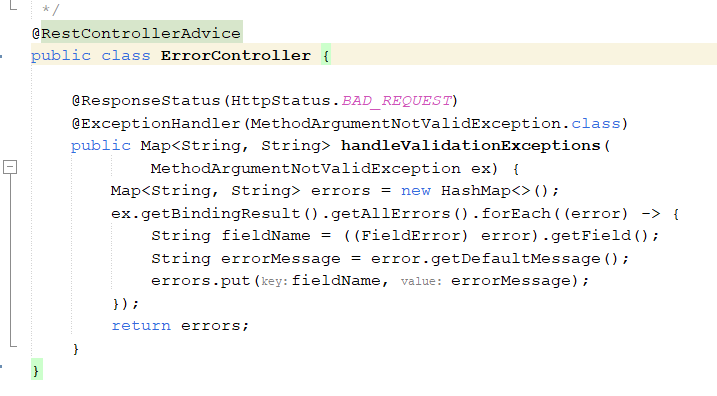 */
@RestControllerAdvice
public class ErrorController {
@ResponseStatus(HttpStatus.BAD_REQUEST)
@ExceptionHandler(MethodArgumentNotValidException.class)
public Map<String, String> handleValidationExceptions(
MethodArgumentNotValidException ex) {
Map<String, String> errors = new HashMap<>();
ex.getBindingResult().getAllErrors().forEach((error) -> {
String fieldName = ((FieldError) error).getField();
String errorMessage = error.getDefaultMessage();
errors.put(key: fieldName, value: errorMessage);
});
return errors;
}
}